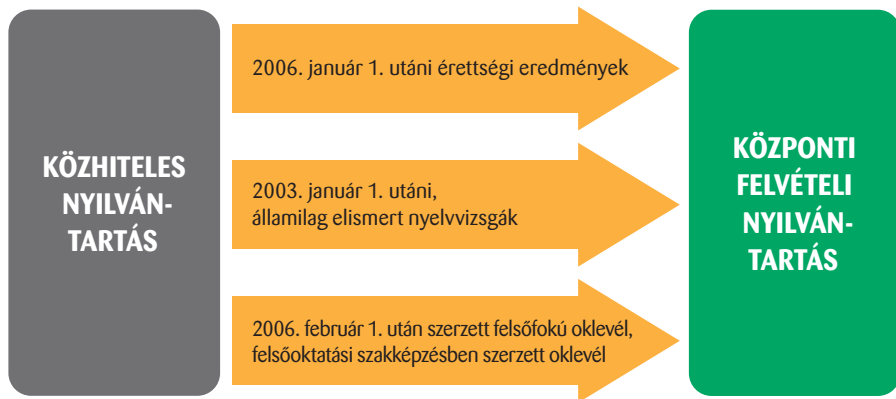 KÖZHITELES
NYILVÁN-
TARTÁS
2006. január 1. utáni érettségi eredmények
2003. január 1. utáni,
államilag elismert nyelvvizsgák
2006. február 1. után szerzett felsőfokú oklevél,
felsőoktatási szakképzésben szerzett oklevél
KÖZPONTI
FELVÉTELI
NYILVÁN-
TARTÁS